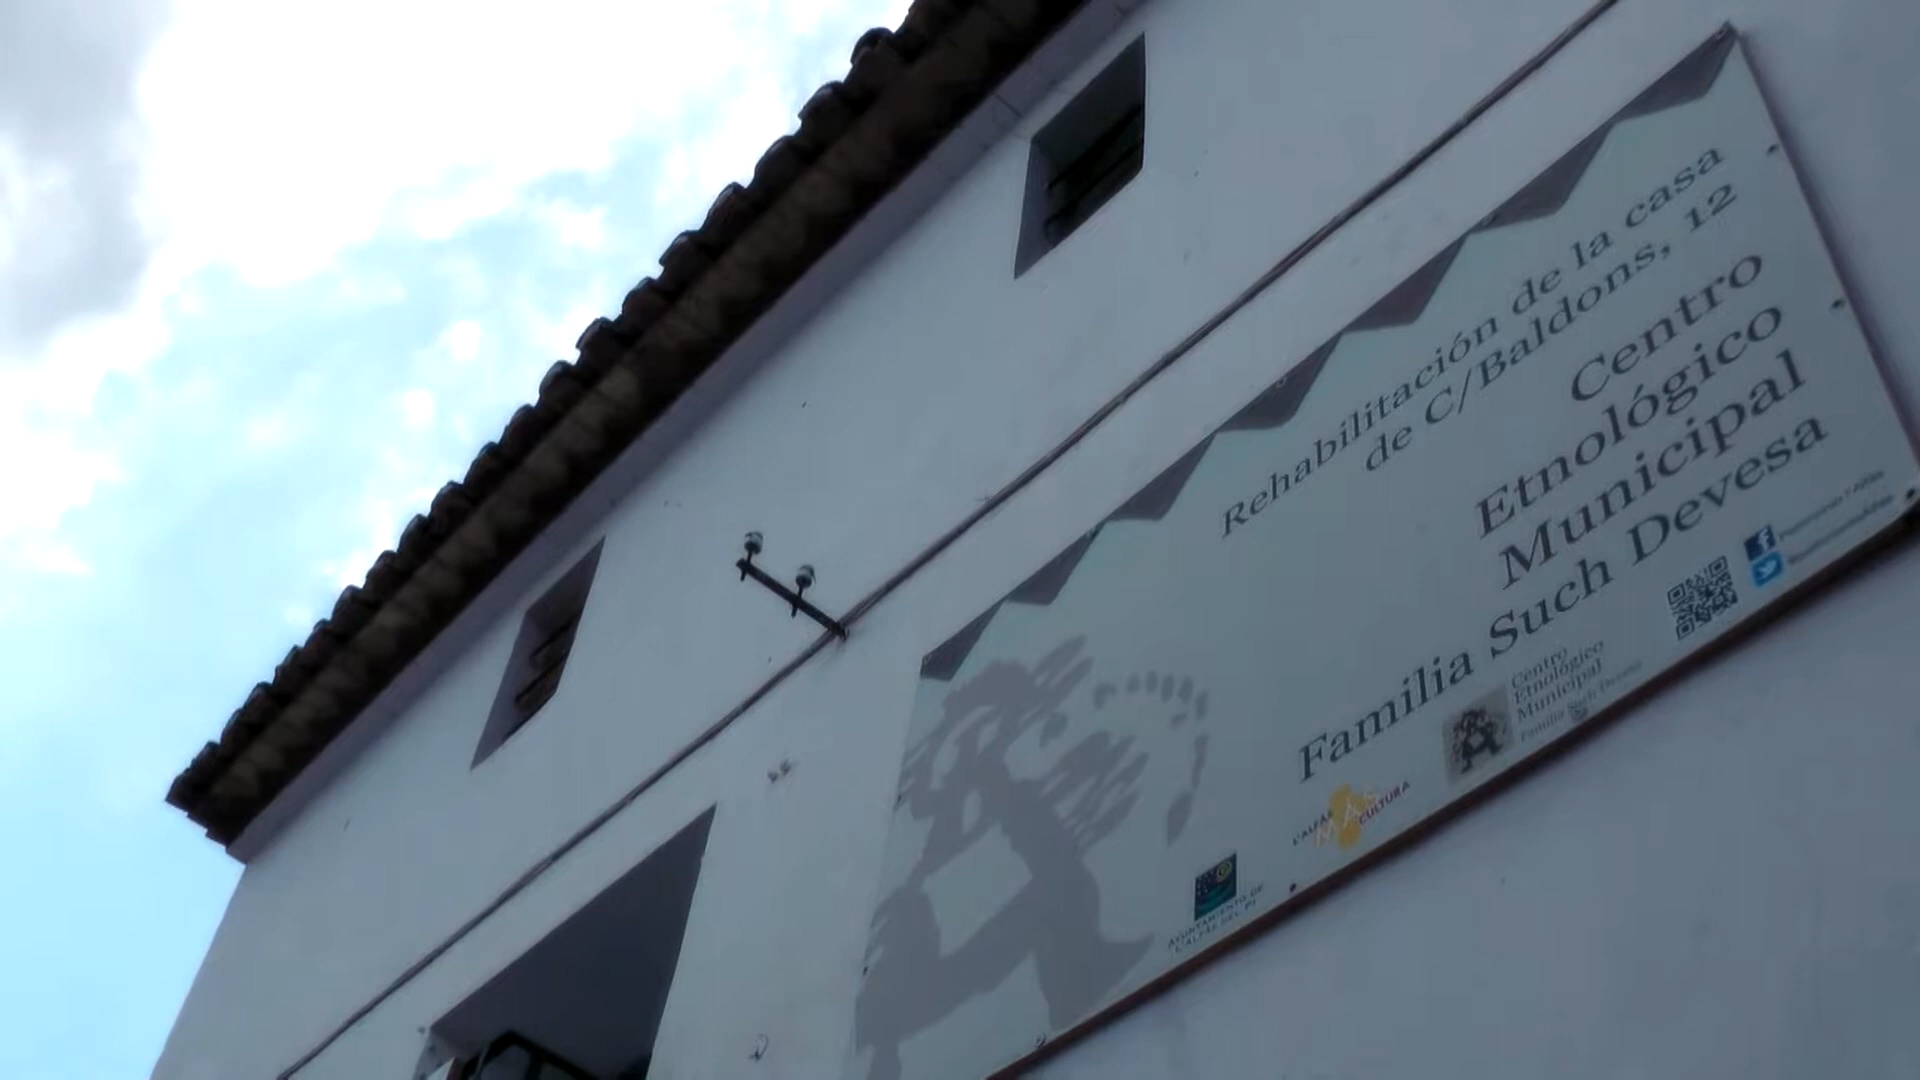 Rehabilitación de la casa
de C/Baldons, 12
Centro
Etnológico
Municipal
Familia Such Devesa
Centro
Etnológico
Municipal
Familia Such Devesa
L'ALFÀS
MÁS
CULTURA
AYUNTAMIENTO DE
L'ALFÀS DEL PI